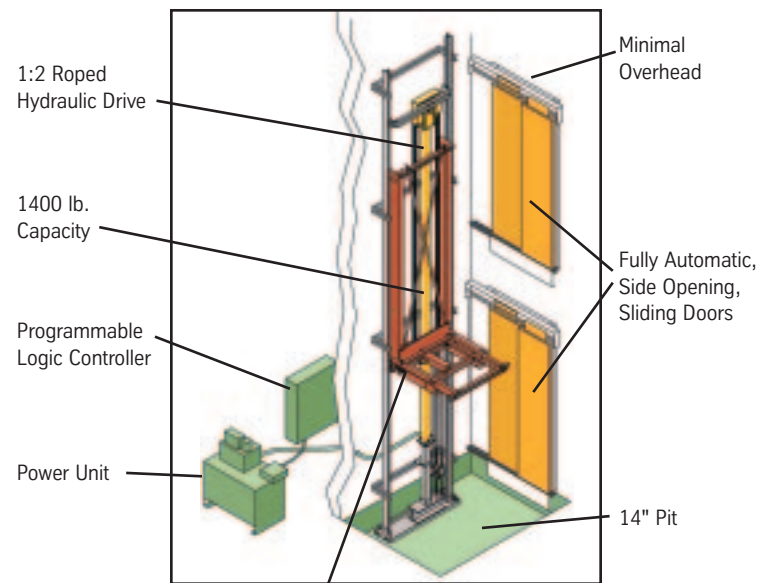 1:2 Roped
Hydraulic Drive
1400 lb.
Capacity
Programmable
Logic Controller
Power Unit
Minimal
Overhead
Fully Automatic,
Side Opening,
Sliding Doors
14" Pit